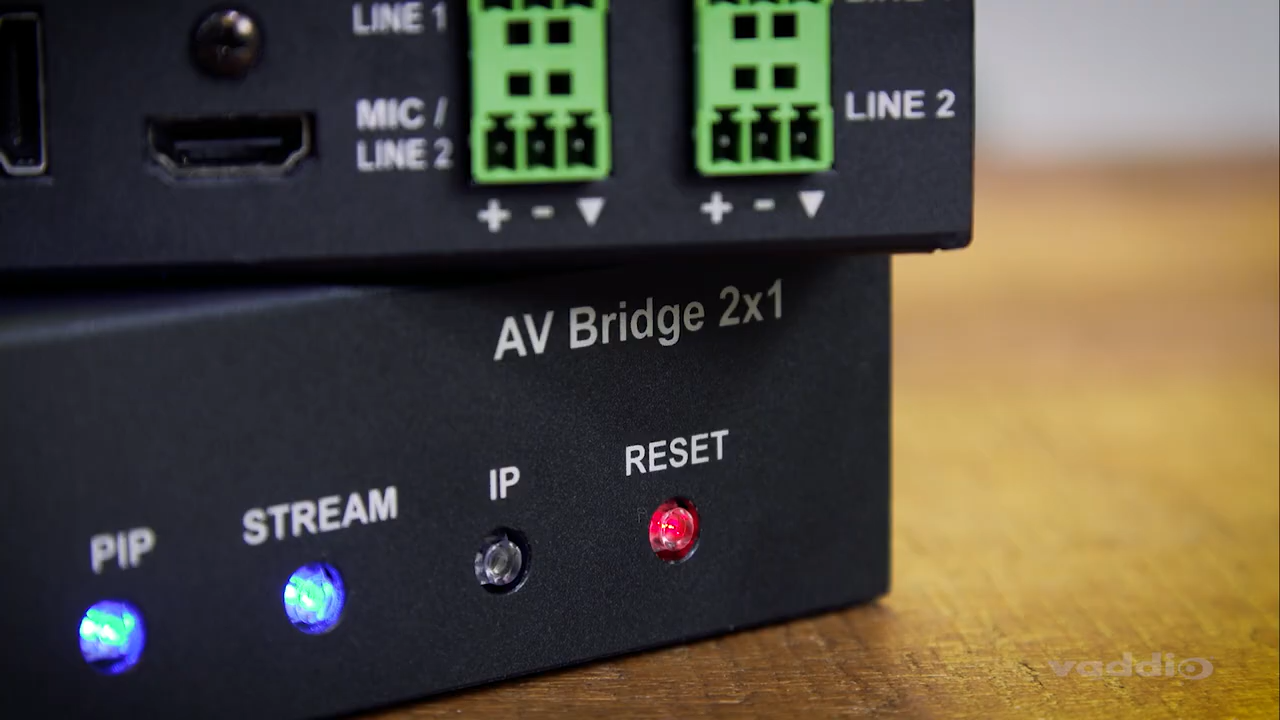 LINE 1
MIC /
LINE 2
LINE 2
+ - ▼
+ - ▼
AV Bridge 2x1
PIP
STREAM
IP
RESET
vaddio